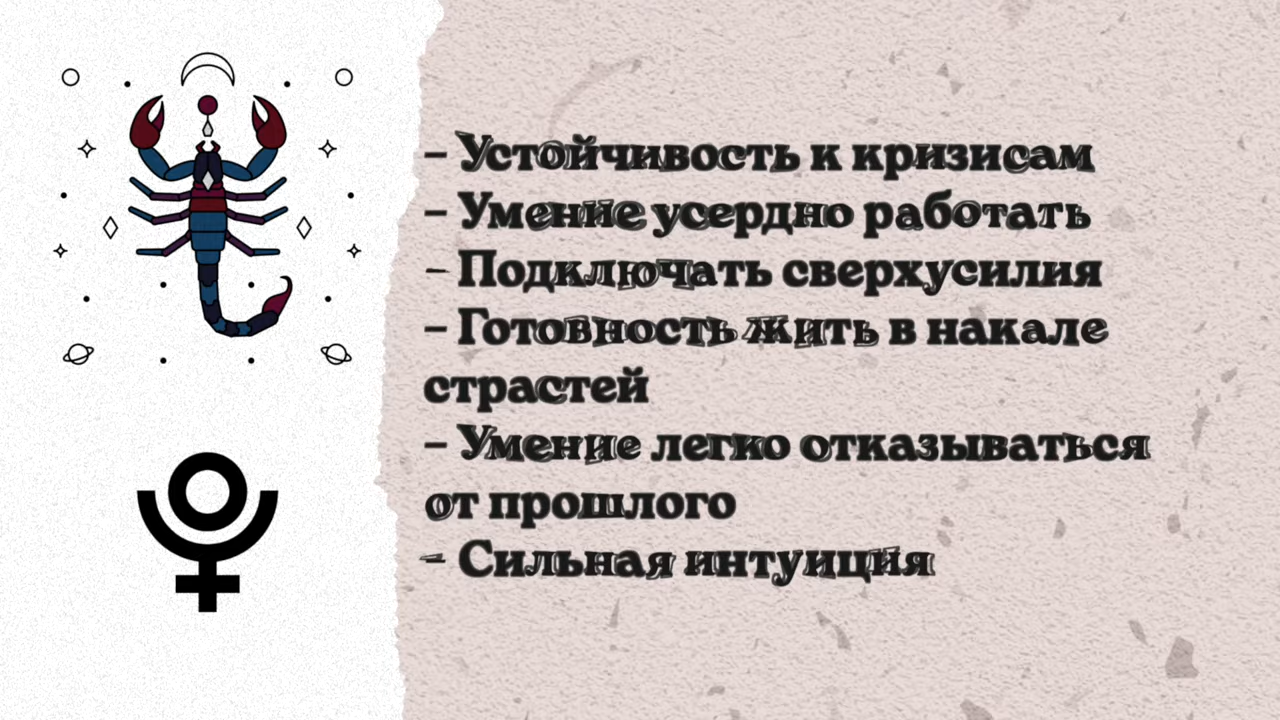 – Устойчивость к кризисам
– Умение усердно работать
– Подключать сверхусилия
– Готовность жить в накале
страстей
– Умение легко отказываться
от прошлого
– Сильная интуиция